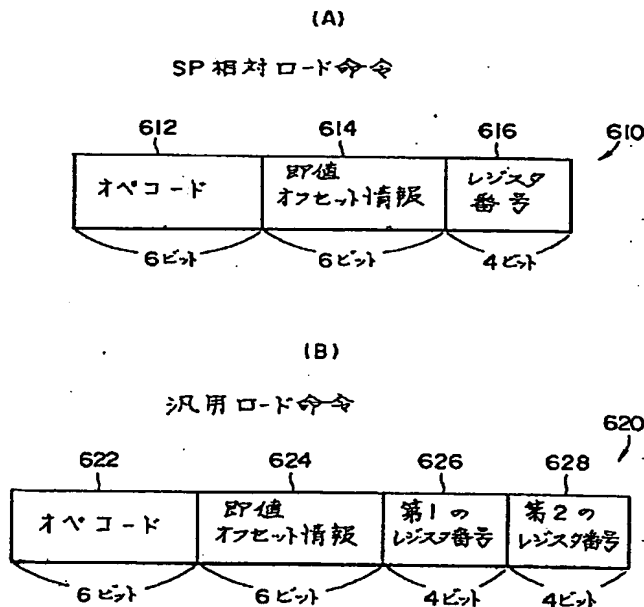 (A)
SP相対ロード命令
612 614 616 610
オペコード
即値
オフセット情報
レジスタ
番号
6ビット 6ビット 4ビット
(B)
汎用ロード命令
620
622 624 626 628
オペコード
即値
オフセット情報
第1の
レジスタ番号
第2の
レジスタ番号
6ビット 6ビット 4ビット 4ビット